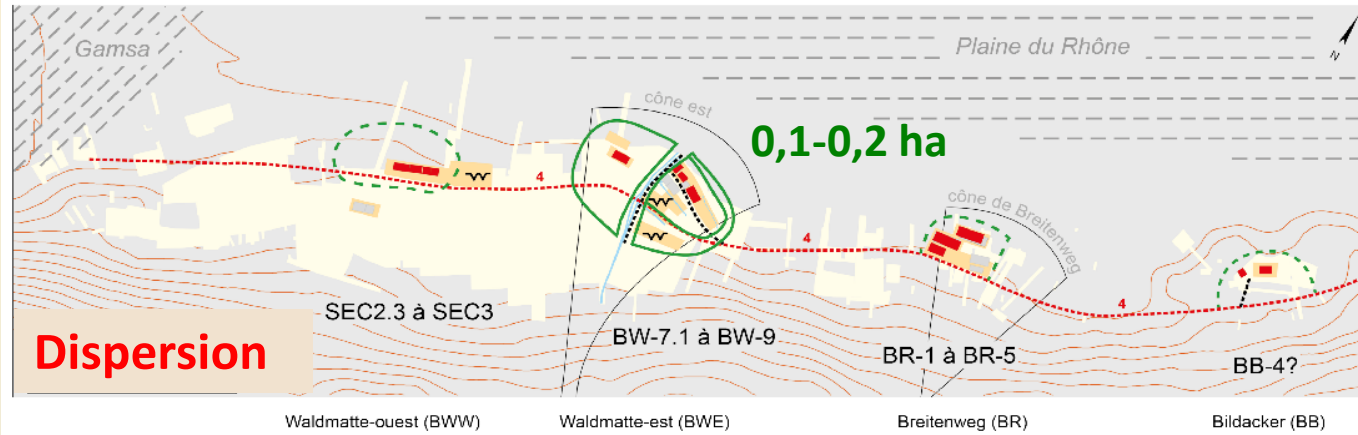 Gamsa
Plaine du Rhône
N
cône est
0,1-0,2 ha
4
4
cône de Breitenweg
4
SEC2.3 à SEC3
BW-7.1 à BW-9
BR-1 à BR-5
BB-4?
Dispersion
Waldmatte-ouest (BWW)
Waldmatte-est (BWE)
Breitenweg (BR)
Bildacker (BB)